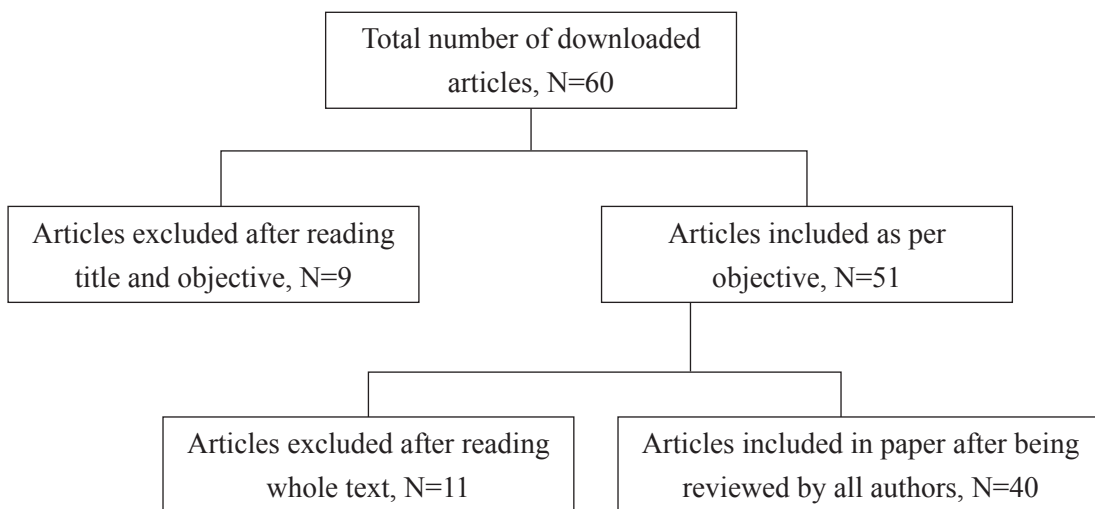 Total number of downloaded
articles, N=60
Articles excluded after reading
title and objective, N=9
Articles included as per
objective, N=51
Articles excluded after reading
whole text, N=11
Articles included in paper after being
reviewed by all authors, N=40